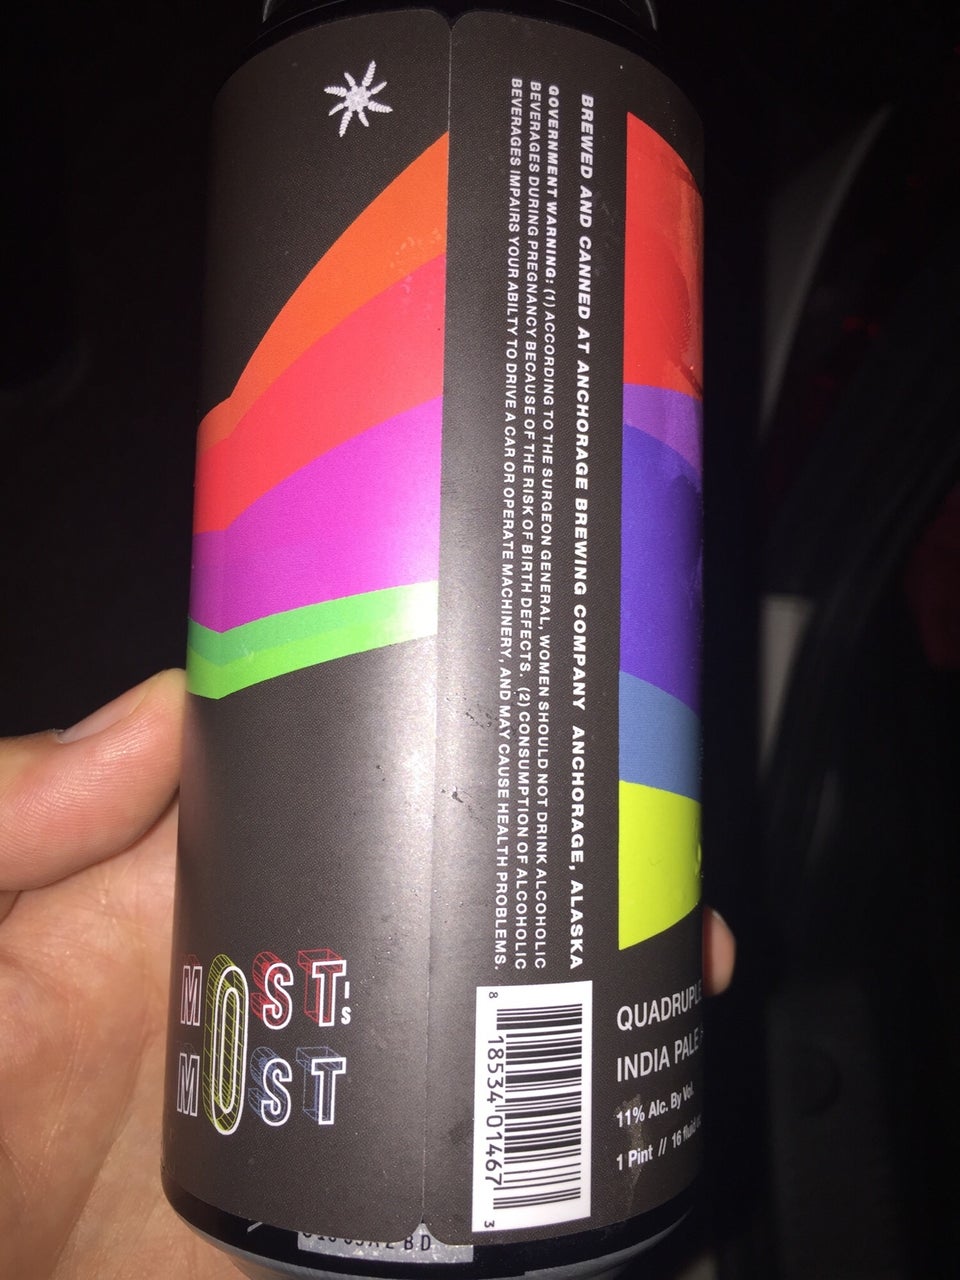 MOST'S
MOST
BREWED AND CANNED AT ANCHORAGE BREWING COMPANY ANCHORAGE, ALASKA
GOVERNMENT WARNING: (1) ACCORDING TO THE SURGEON GENERAL, WOMEN SHOULD NOT DRINK ALCOHOLIC
BEVERAGES DURING PREGNANCY BECAUSE OF THE RISK OF BIRTH DEFECTS. (2) CONSUMPTION OF ALCOHOLIC
BEVERAGES IMPAIRS YOUR ABILTY TO DRIVE A CAR OR OPERATE MACHINERY, AND MAY CAUSE HEALTH PROBLEMS.
8 18534 01467 3
QUADRUPLE
INDIA PALE
11% Alc. By Vol.
1 Pint // 16 fluid